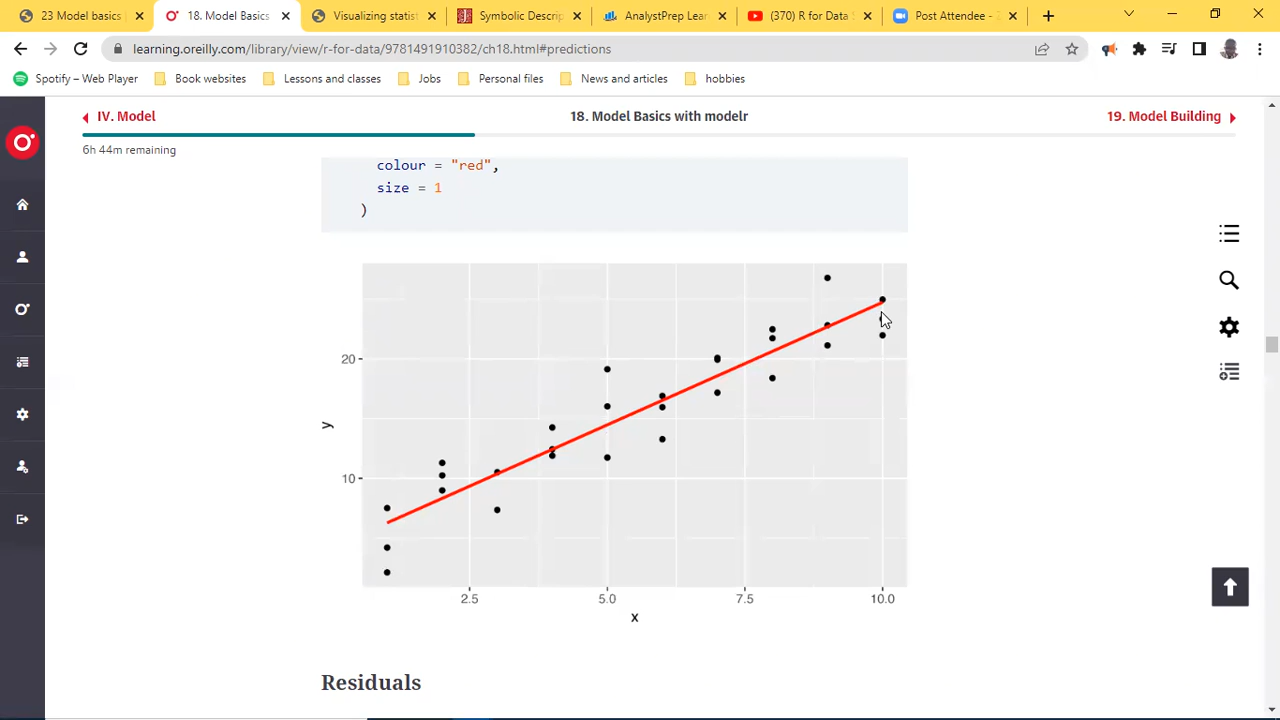 23 Model basics
18. Model Basics
Visualizing statist
Symbolic Descrip
AnalystPrep Lear
(370) R for Data S
Post Attendee - Z
learning.oreilly.com/library/view/r-for-data/9781491910382/ch18.html#predictions
Spotify – Web Player
Book websites
Lessons and classes
Jobs
Personal files
News and articles
hobbies
IV. Model
18. Model Basics with modelr
19. Model Building
6h 44m remaining
colour = "red",
size = 1
)
20
y
10
2.5
5.0
7.5
10.0
x
Residuals